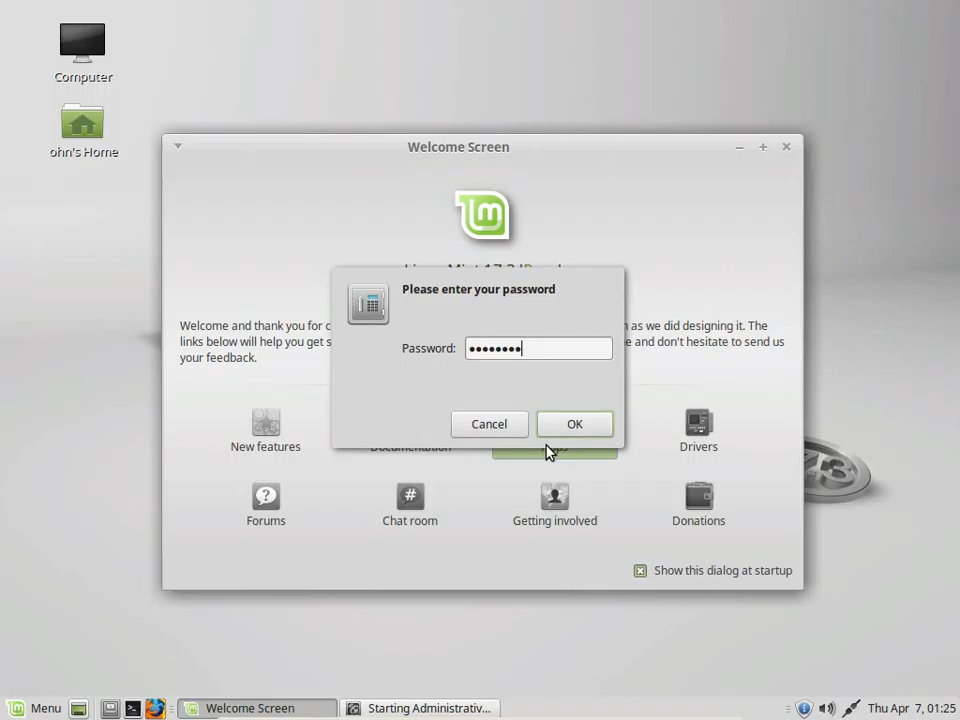 Computer
ohn's Home
Welcome Screen
Please enter your password
Welcome and thank you for
as we did designing it. The
links below will help you get
e and don't hesitate to send us
your feedback.
Password: ••••••••
Cancel
OK
New features
Drivers
Forums
Chat room
Getting involved
Donations
Show this dialog at startup
Menu
Welcome Screen
Starting Administrativ...
Thu Apr 7, 01:25